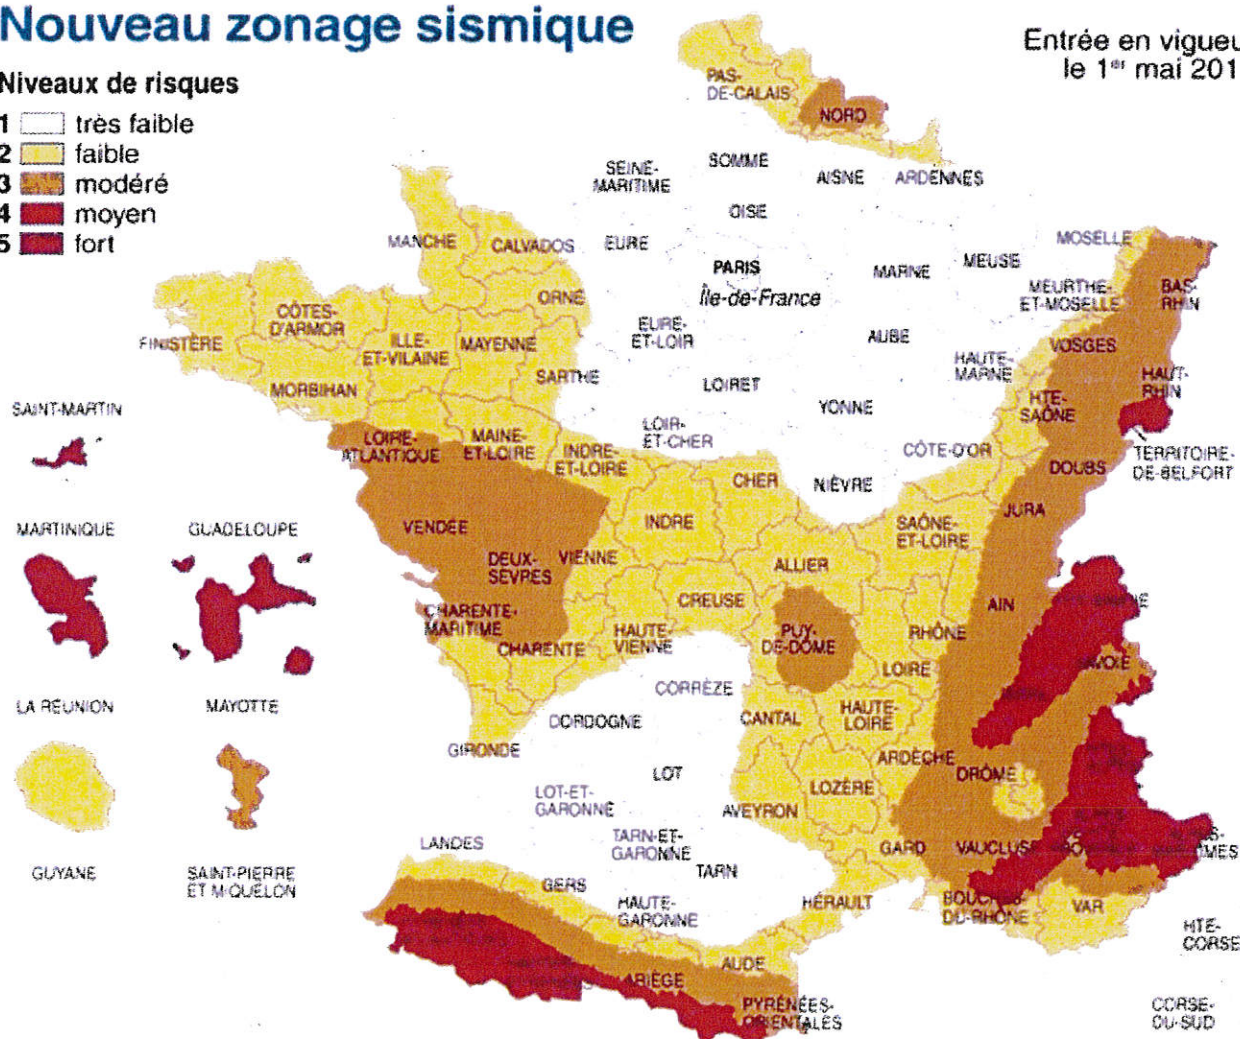 Nouveau zonage sismique
Entrée en vigueu
le 1er mai 201
Niveaux de risques
1 très faible
2 faible
3 modéré
4 moyen
5 fort
PAS-
DE-CALAIS
NORD
SOMME
SEINE-
MARITIME
AISNE
ARDENNES
OISE
MANCHE
CALVADOS
EURE
MOSELLE
PARIS
Île-de-France
MARNE
MEUSE
MEURTHE-
ET-MOSELLE
BAS-
RHIN
ORNE
CÔTES-
D'ARMOR
FINISTÈRE
ILLE-
ET-VILAINE
MAYENNE
EURE-
ET-LOIR
AUBE
VOSGES
HAUTE-
MARNE
SARTHE
MORBIHAN
LOIRET
HAUT-
RHIN
YONNE
HTE-
SAÔNE
SAINT-MARTIN
LOIRE-
ATLANTIQUE
MAINE-
ET-LOIRE
INDRE-
ET-LOIRE
LOIR-
ET-CHER
CÔTE-D'OR
TERRITOIRE-
DE-BELFORT
DOUBS
CHER
NIÈVRE
MARTINIQUE
GUADELOUPE
VENDÉE
INDRE
SAÔNE-
ET-LOIRE
JURA
DEUX-
SÈVRES
VIENNE
ALLIER
CREUSE
AIN
CHARENTE-
MARITIME
CHARENTE
HAUTE-
VIENNE
PUY-
DE-DÔME
RHÔNE
LOIRE
SAVOIE
CORRÈZE
LA RÉUNION
MAYOTTE
DORDOGNE
CANTAL
HAUTE-
LOIRE
GIRONDE
ARDÈCHE
DRÔME
LOT
LOZÈRE
LOT-ET-
GARONNE
AVEYRON
LANDES
TARN-ET-
GARONNE
TARN
GARD
VAUCLUSE
GUYANE
SAINT-PIERRE
ET MIQUELON
GERS
HAUTE-
GARONNE
HÉRAULT
BOUCHES-
DU-RHÔNE
VAR
HTE-
CORSE
AUDE
ARIÈGE
PYRÉNÉES-
ORIENTALES
CORSE-
DU-SUD